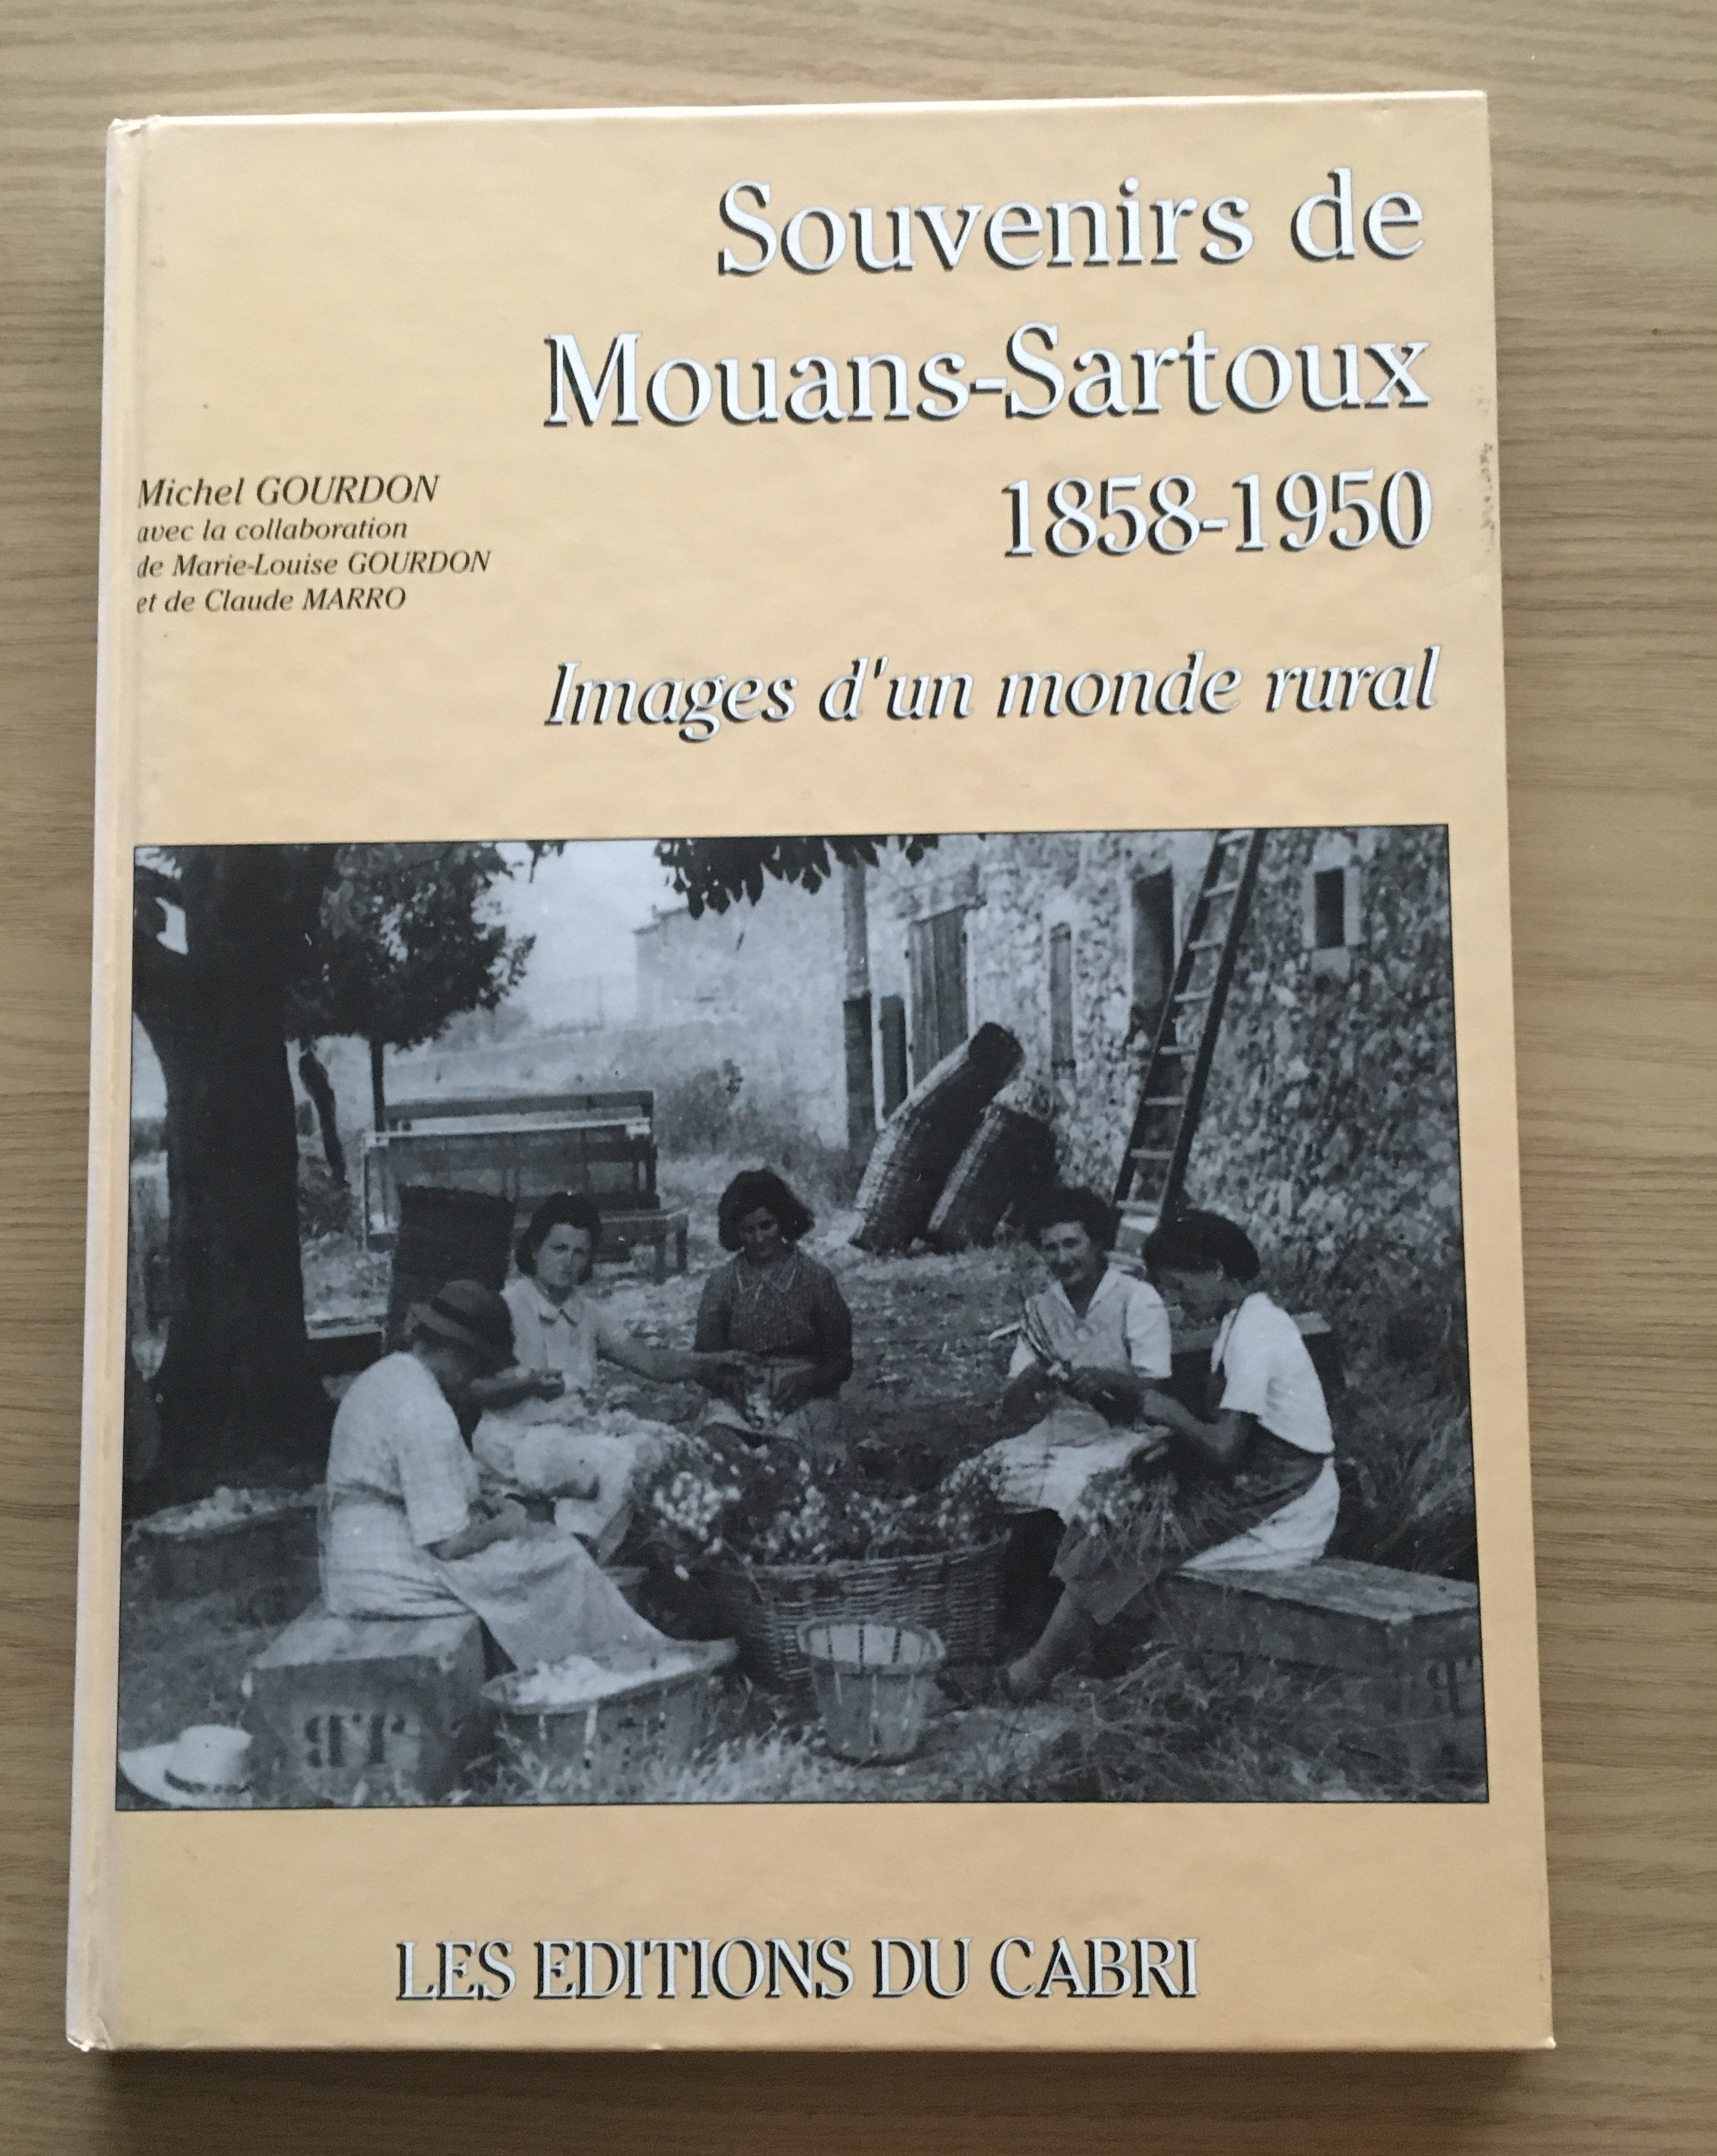 Souvenirs de
Mouans-Sartoux
1858-1950
Michel GOURDON
avec la collaboration
de Marie-Louise GOURDON
et de Claude MARRO
Images d'un monde rural
LES EDITIONS DU CABRI